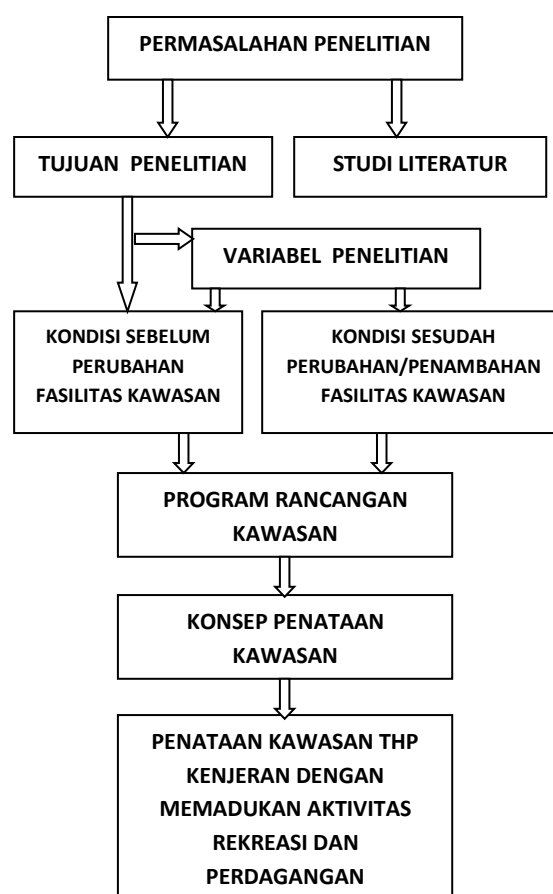 PERMASALAHAN PENELITIAN
TUJUAN PENELITIAN
STUDI LITERATUR
VARIABEL PENELITIAN
KONDISI SEBELUM
PERUBAHAN
FASILITAS KAWASAN
KONDISI SESUDAH
PERUBAHAN/PENAMBAHAN
FASILITAS KAWASAN
PROGRAM RANCANGAN
KAWASAN
KONSEP PENATAAN
KAWASAN
PENATAAN KAWASAN THP
KENJERAN DENGAN
MEMADUKAN AKTIVITAS
REKREASI DAN
PERDAGANGAN